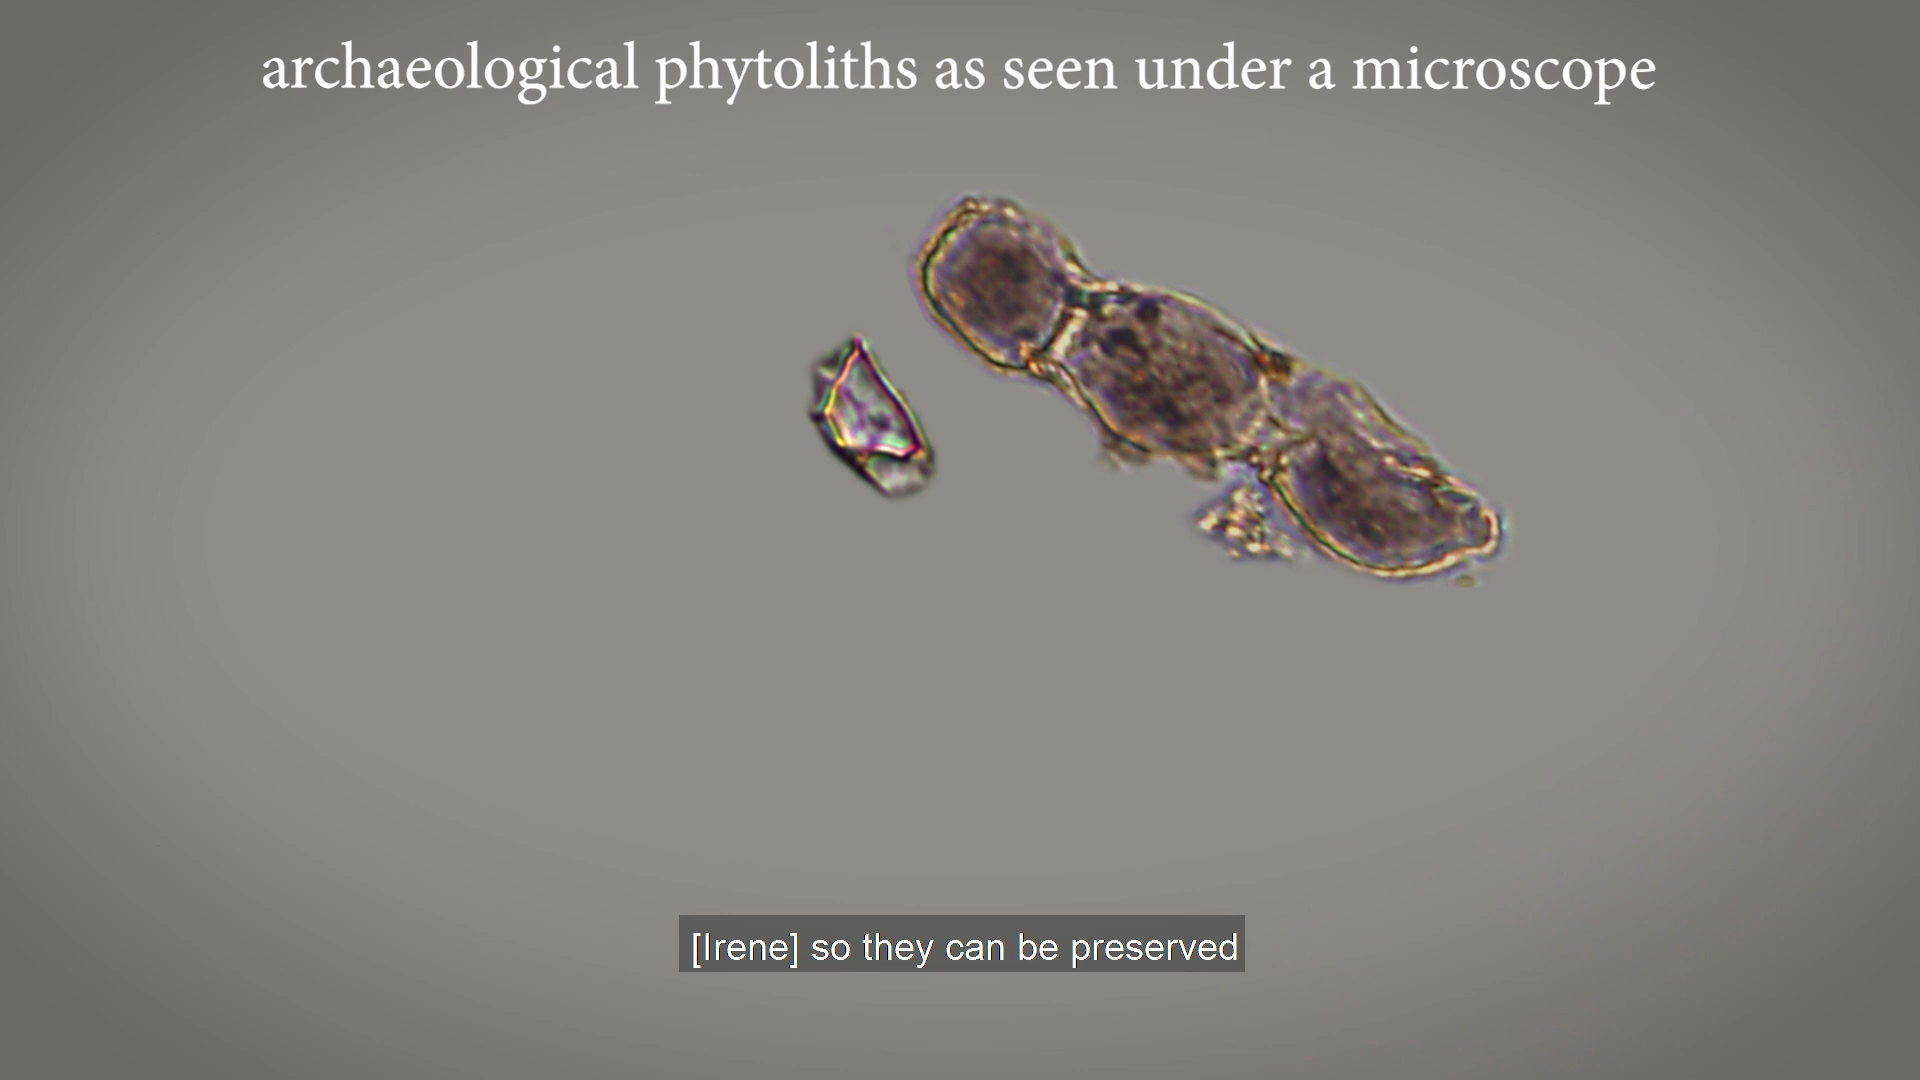 archaeological phytoliths as seen under a microscope
[Irene] so they can be preserved